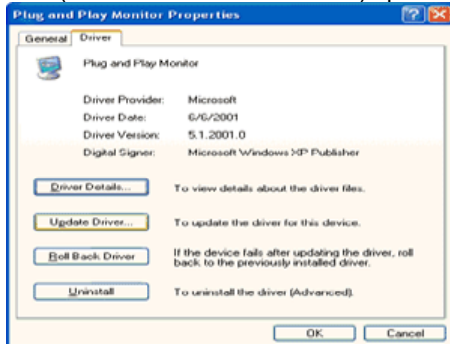 Plug and Play Monitor Properties
General Driver
Plug and Play Monitor
Driver Provider: Microsoft
Driver Date: 6/6/2001
Driver Version: 5.1.2001.0
Digital Signer: Microsoft Windows XP Publisher
Driver Details... To view details about the driver files.
Update Driver... To update the driver for this device.
Roll Back Driver If the device fails after updating the driver, roll
back to the previously installed driver.
Uninstall To uninstall the driver (Advanced).
OK Cancel